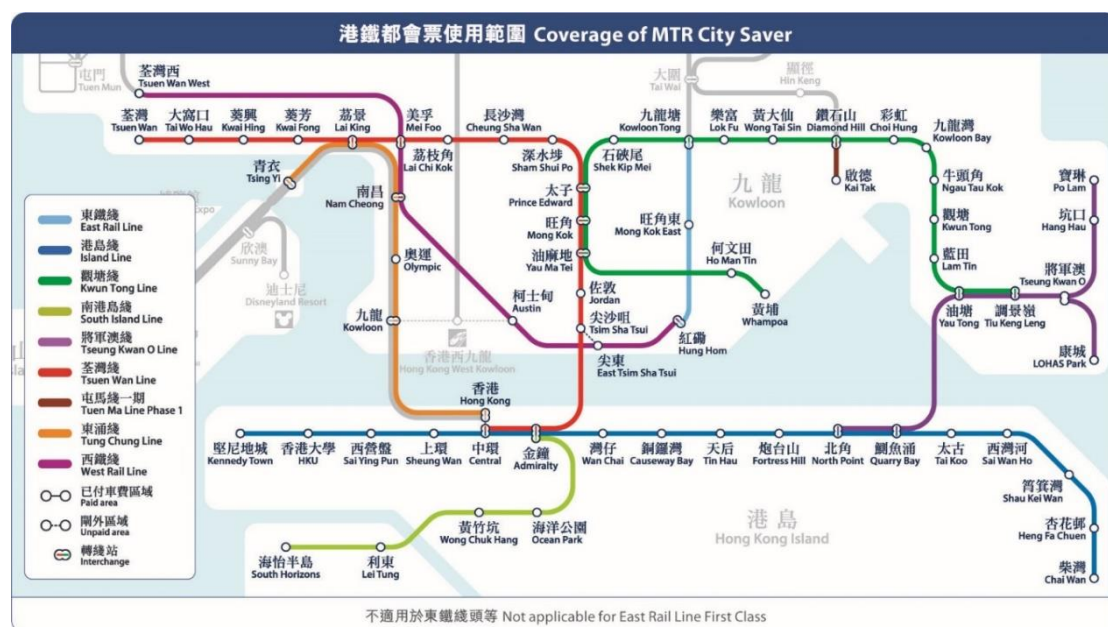 港鐵都會票使用範圍 Coverage of MTR City Saver
屯門
Tuen Mun
荃灣西
Tsuen Wan West
大圍
Tai Wai
顯徑
Hin Keng
荃灣
Tsuen Wan
大窩口
Tai Wo Hau
葵興
Kwai Hing
葵芳
Kwai Fong
荔景
Lai King
美孚
Mei Foo
長沙灣
Cheung Sha Wan
九龍塘
Kowloon Tong
樂富
Lok Fu
黃大仙
Wong Tai Sin
鑽石山
Diamond Hill
彩虹
Choi Hung
九龍灣
Kowloon Bay
荔枝角
Lai Chi Kok
深水埗
Sham Shui Po
石硤尾
Shek Kip Mei
青衣
Tsing Yi
太子
Prince Edward
啟德
Kai Tak
牛頭角
Ngau Tau Kok
寶琳
Po Lam
南昌
Nam Cheong
九龍
Kowloon
Expo
旺角
Mong Kok
旺角東
Mong Kok East
觀塘
Kwun Tong
坑口
Hang Hau
欣澳
Sunny Bay
奧運
Olympic
油麻地
Yau Ma Tei
何文田
Ho Man Tin
藍田
Lam Tin
將軍澳
Tseung Kwan O
迪士尼
Disneyland Resort
柯士甸
Austin
佐敦
Jordan
黃埔
Whampoa
九龍
Kowloon
尖沙咀
Tsim Sha Tsui
紅磡
Hung Hom
油塘
Yau Tong
調景嶺
Tiu Keng Leng
香港西九龍
Hong Kong West Kowloon
尖東
East Tsim Sha Tsui
康城
LOHAS Park
香港
Hong Kong
堅尼地城
Kennedy Town
香港大學
HKU
西營盤
Sai Ying Pun
上環
Sheung Wan
中環
Central
金鐘
Admiralty
灣仔
Wan Chai
銅鑼灣
Causeway Bay
天后
Tin Hau
炮台山
Fortress Hill
北角
North Point
鰂魚涌
Quarry Bay
太古
Tai Koo
西灣河
Sai Wan Ho
筲箕灣
Shau Kei Wan
黃竹坑
Wong Chuk Hang
海洋公園
Ocean Park
港島
Hong Kong Island
杏花邨
Heng Fa Chuen
海怡半島
South Horizons
利東
Lei Tung
柴灣
Chai Wan
東鐵綫
East Rail Line
港島綫
Island Line
觀塘綫
Kwun Tong Line
南港島綫
South Island Line
將軍澳綫
Tseung Kwan O Line
荃灣綫
Tsuen Wan Line
屯馬綫一期
Tuen Ma Line Phase 1
東涌綫
Tung Chung Line
西鐵綫
West Rail Line
已付車費區域
Paid area
閘外區域
Unpaid area
轉綫站
Interchange
不適用於東鐵綫頭等 Not applicable for East Rail Line First Class